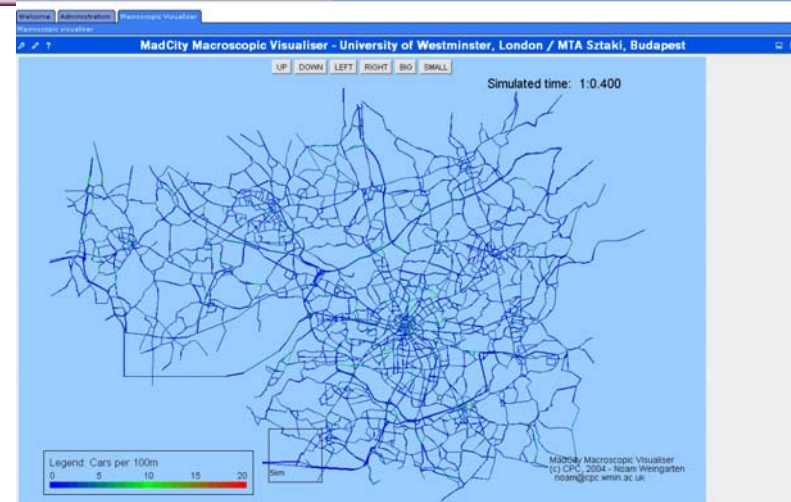 Welcome Administration Macroscopic Visualiser
Macroscopic visualiser
? MadCity Macroscopic Visualiser - University of Westminster, London / MTA Sztaki, Budapest
UP DOWN LEFT RIGHT BIG SMALL
Simulated time: 1:0.400
Legend: Cars per 100m
0 5 10 15 20
5km
MadCity Macroscopic Visualiser
(c) CPC, 2004 - Noam Weingarten
noam@cpc.wmin.ac.uk